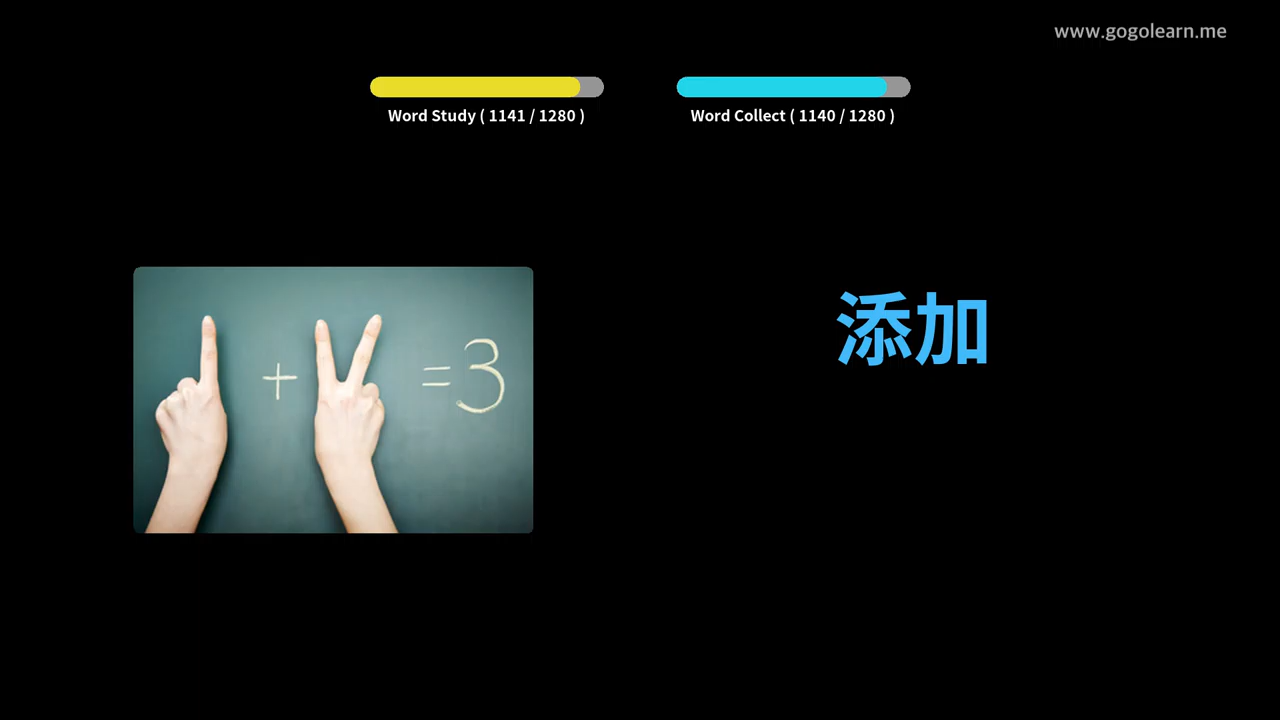 www.gogolearn.me
Word Study ( 1141 / 1280 )
Word Collect ( 1140 / 1280 )
+ =3
添加